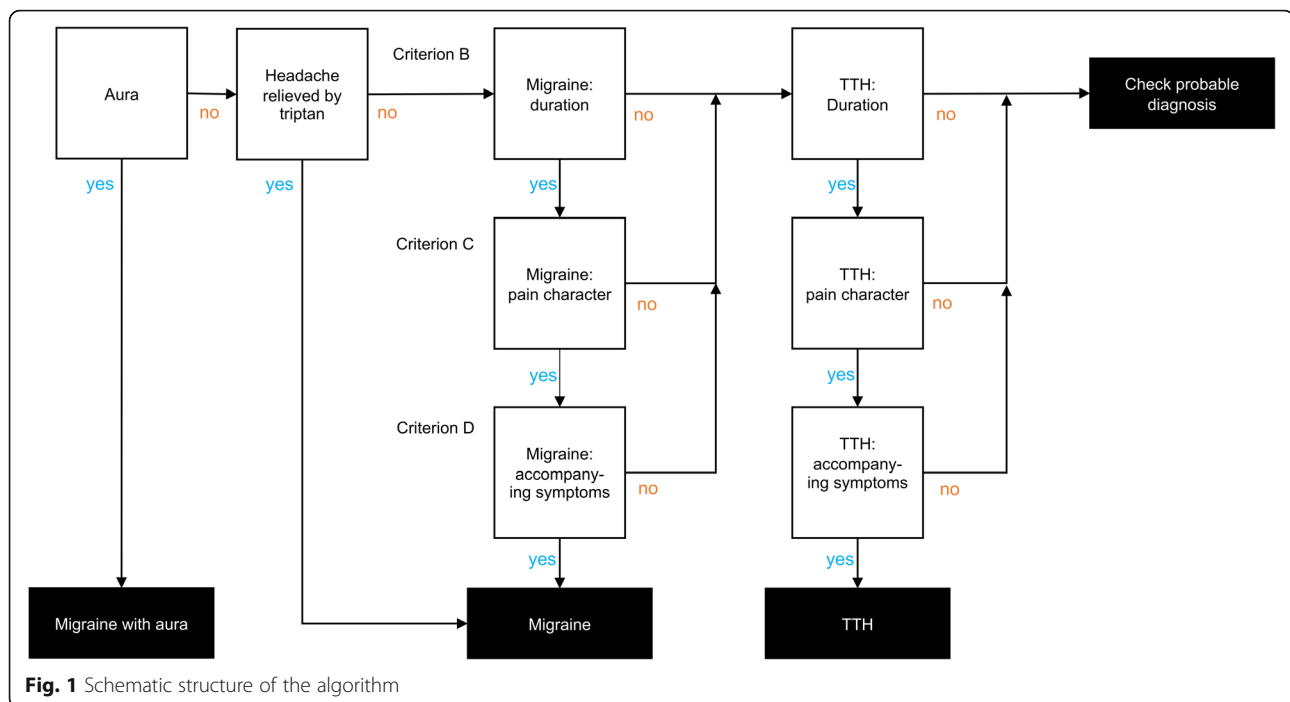 Aura
no
yes
Headache
relieved by
triptan
no
yes
Criterion B
Migraine:
duration
no
yes
TTH:
Duration
no
yes
Check probable
diagnosis
Criterion C
Migraine:
pain character
no
yes
TTH:
pain character
no
yes
Criterion D
Migraine:
accompany-
ing symptoms
no
yes
TTH:
accompany-
ing symptoms
no
yes
Migraine with aura
Migraine
TTH
Fig. 1 Schematic structure of the algorithm